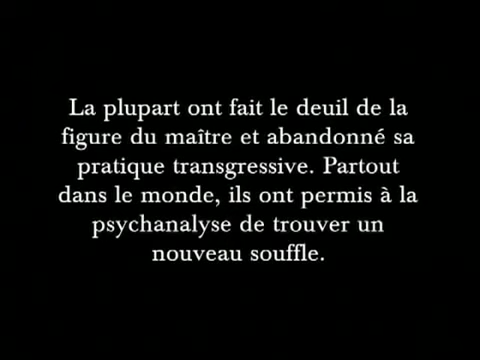 La plupart ont fait le deuil de la
figure du maître et abandonné sa
pratique transgressive. Partout
dans le monde, ils ont permis à la
psychanalyse de trouver un
nouveau souffle.